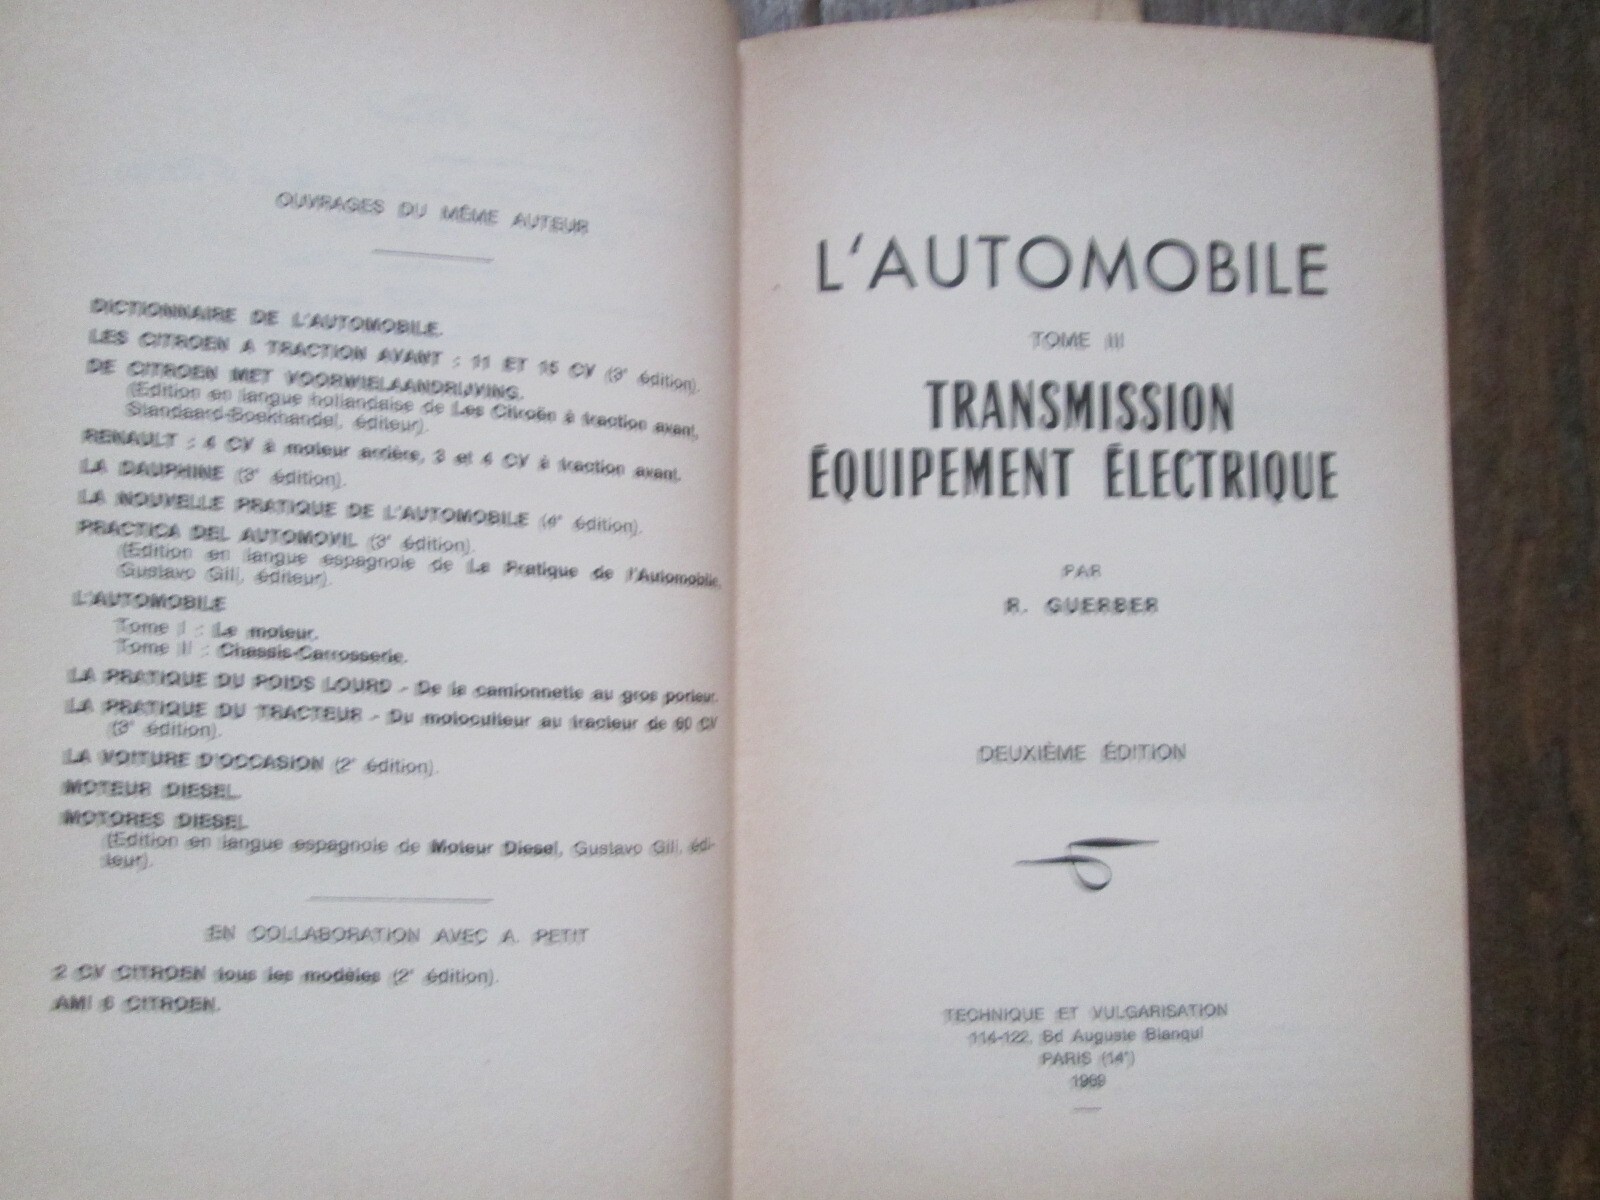 OUVRAGES DU MÊME AUTEUR
DICTIONNAIRE DE L'AUTOMOBILE.
LES CITROEN A TRACTION AVANT : 11 ET 15 CV (3e édition).
DE CITROEN MET VOORWIELAANDRIJVING.
(Edition en langue hollandaise de Les Citroën à traction avant,
Standaard-Boekhandel, éditeur).
RENAULT : 4 CV à moteur arrière, 3 et 4 CV à traction avant.
LA DAUPHINE (3e édition).
LA NOUVELLE PRATIQUE DE L'AUTOMOBILE (4e édition).
PRACTICA DEL AUTOMOVIL (3e édition).
(Edition en langue espagnole de La Pratique de l'Automobile,
Gustavo Gili, éditeur).
L'AUTOMOBILE
Tome I : Le moteur.
Tome II : Chassis-Carrosserie.
LA PRATIQUE DU POIDS LOURD - De la camionnette au gros porteur.
LA PRATIQUE DU TRACTEUR - Du motoculteur au tracteur de 60 CV
(3e édition).
LA VOITURE D'OCCASION (2e édition).
MOTEUR DIESEL.
MOTORES DIESEL
(Edition en langue espagnole de Moteur Diesel, Gustavo Gili, édi-
teur).
EN COLLABORATION AVEC A. PETIT
2 CV CITROEN tous les modèles (2e édition).
AMI 6 CITROEN.
L'AUTOMOBILE
TOME III
TRANSMISSION
ÉQUIPEMENT ÉLECTRIQUE
PAR
R. GUERBER
DEUXIÈME ÉDITION
TECHNIQUE ET VULGARISATION
114-122, Bd Auguste Blanqui
PARIS (14e)
1969